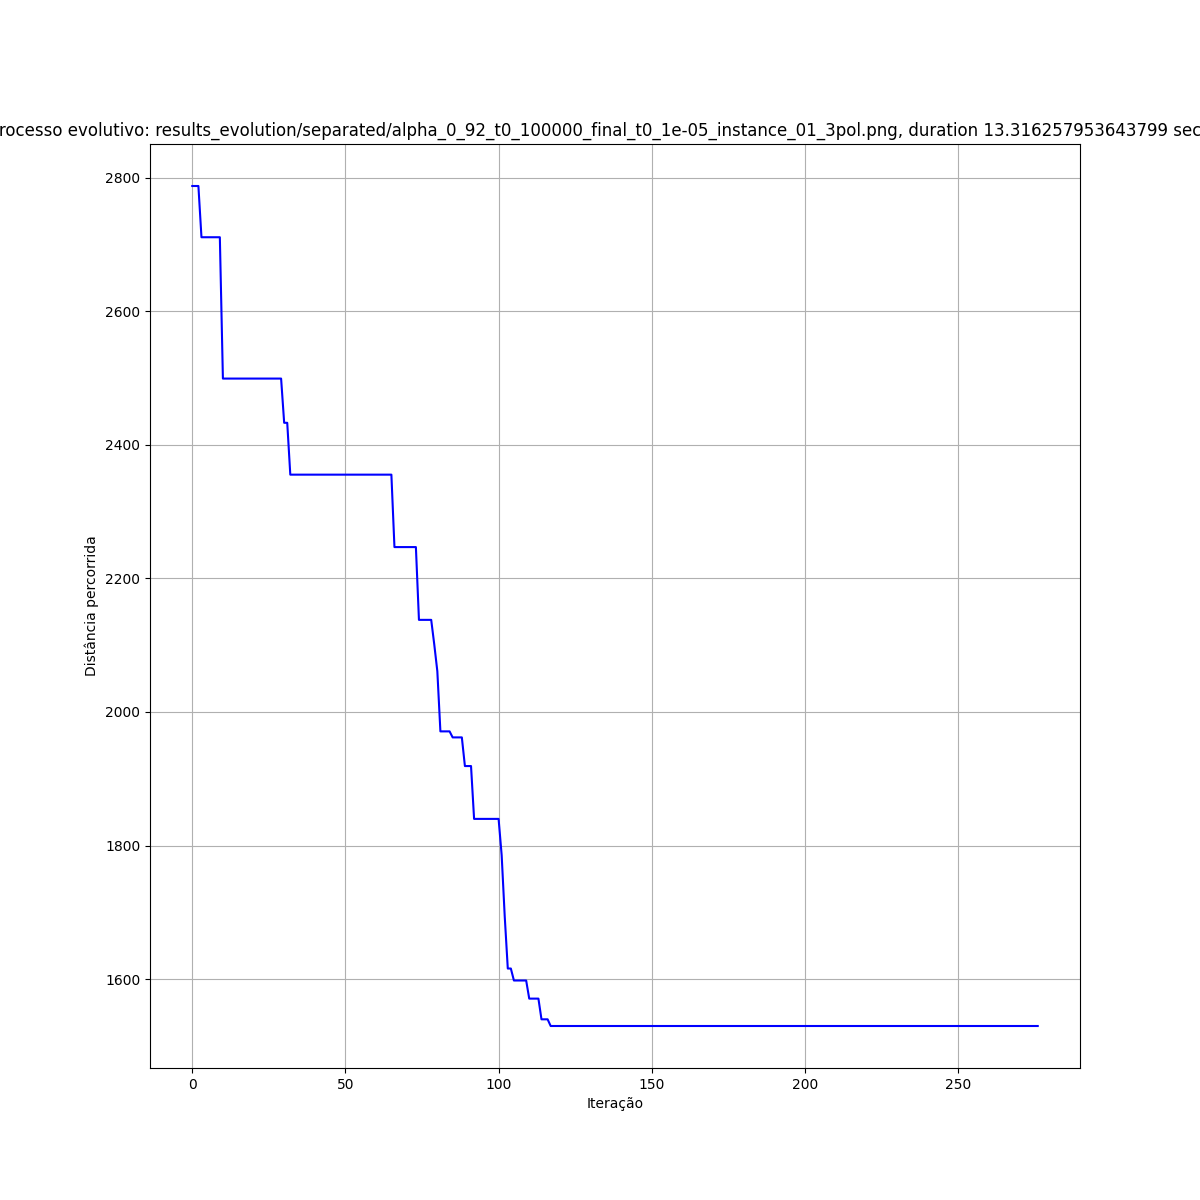 rocesso evolutivo: results_evolution/separated/alpha_0_92_t0_100000_final_t0_1e-05_instance_01_3pol.png, duration 13.316257953643799 sec
2800
2600
2400
2200
2000
1800
1600
Distância percorrida
0 50 100 150 200 250
Iteração